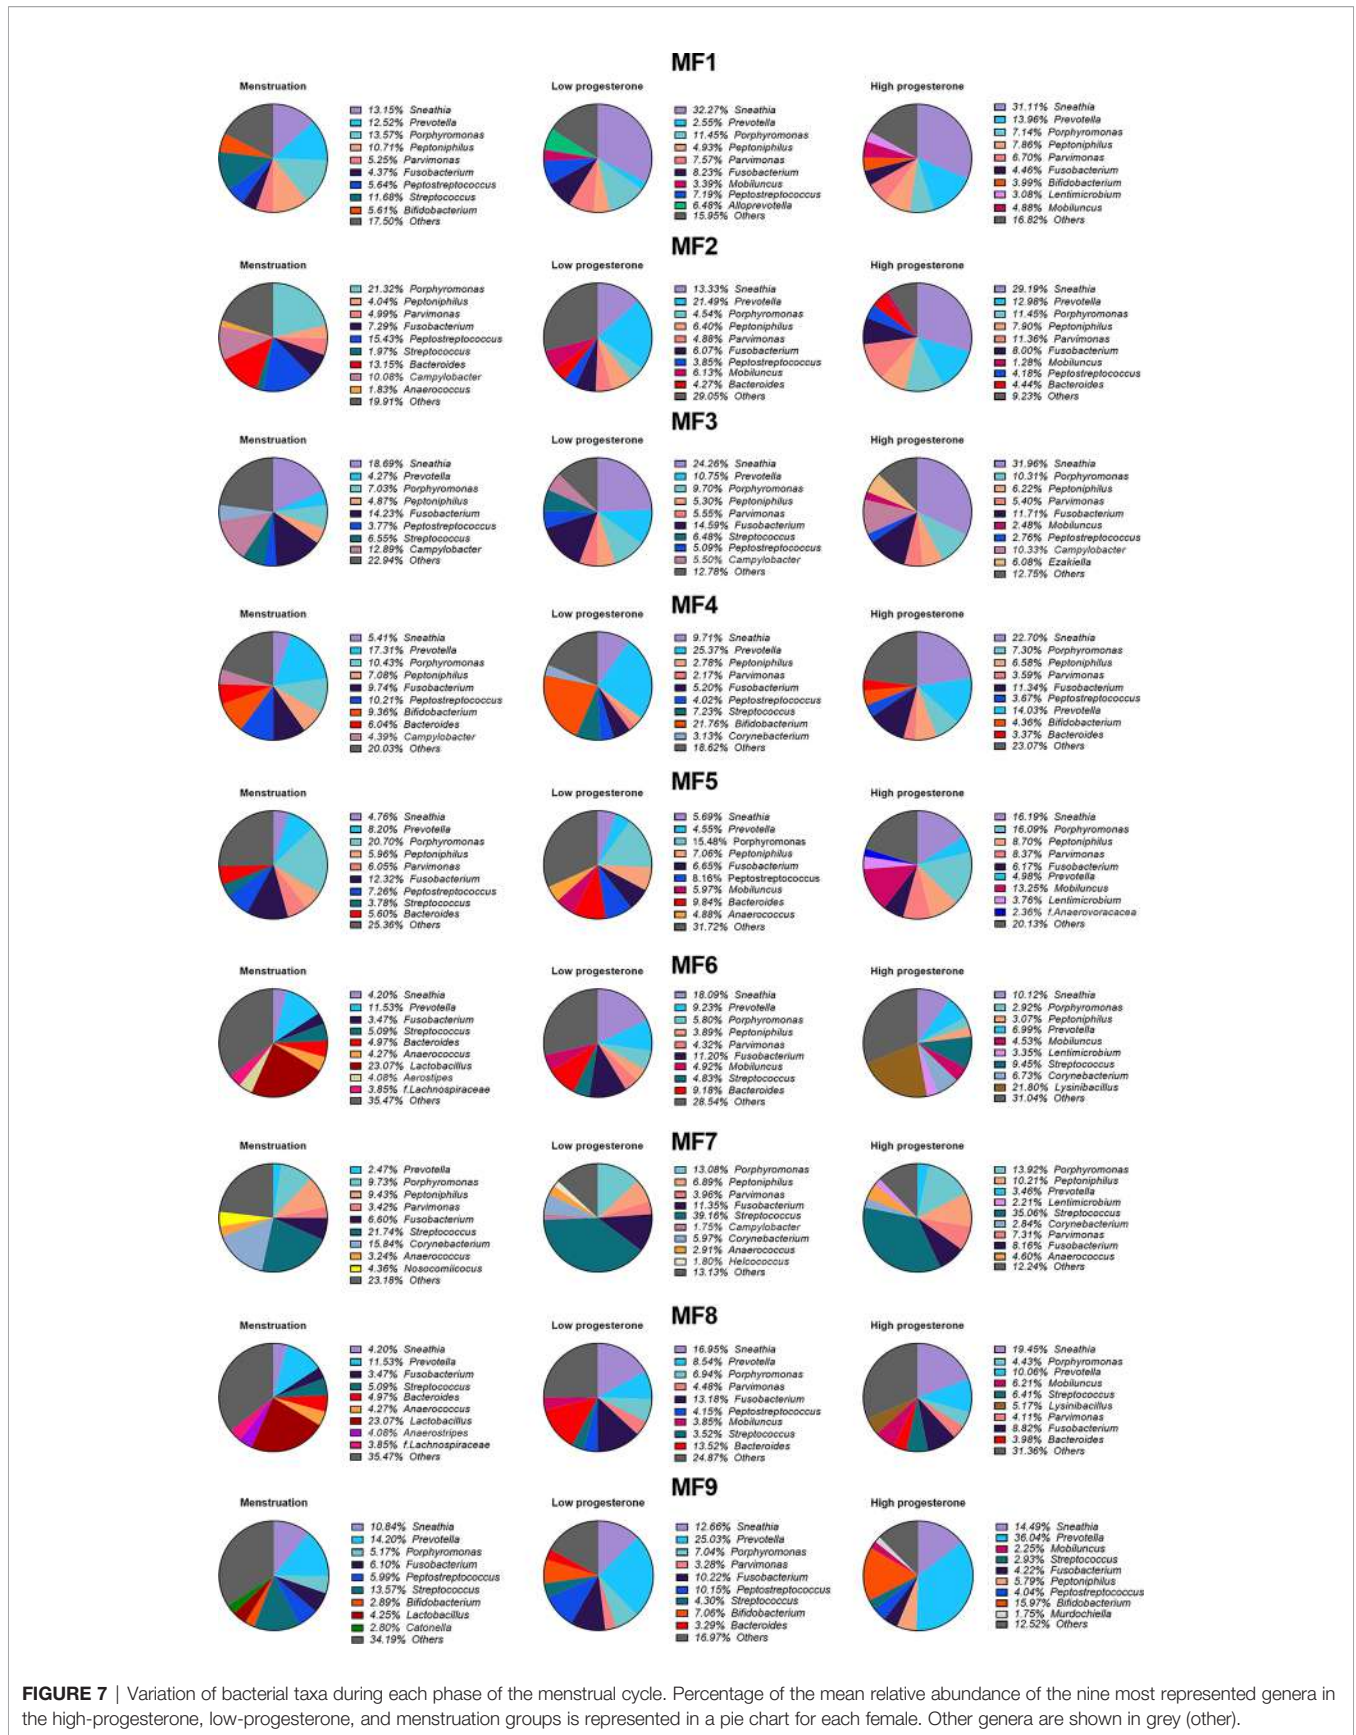 MF1
Menstruation
13.15% Sneathia
12.52% Prevotella
13.57% Porphyromonas
10.71% Peptoniphilus
5.25% Parvimonas
4.37% Fusobacterium
5.64% Peptostreptococcus
11.68% Streptococcus
5.61% Bifidobacterium
17.50% Others
Low progesterone
32.27% Sneathia
2.55% Prevotella
11.45% Porphyromonas
4.93% Peptoniphilus
7.57% Parvimonas
8.23% Fusobacterium
3.39% Mobiluncus
7.19% Peptostreptococcus
6.48% Alloprevotella
15.95% Others
High progesterone
31.11% Sneathia
13.96% Prevotella
7.14% Porphyromonas
7.86% Peptoniphilus
6.70% Parvimonas
4.46% Fusobacterium
3.99% Bifidobacterium
3.08% Lentimicrobium
4.88% Mobiluncus
16.82% Others
MF2
Menstruation
21.32% Porphyromonas
4.04% Peptoniphilus
4.99% Parvimonas
7.29% Fusobacterium
15.43% Peptostreptococcus
1.97% Streptococcus
13.15% Bacteroides
10.08% Campylobacter
1.83% Anaerococcus
19.91% Others
Low progesterone
13.33% Sneathia
21.49% Prevotella
4.54% Porphyromonas
6.40% Peptoniphilus
4.88% Parvimonas
6.07% Fusobacterium
3.85% Peptostreptococcus
6.13% Mobiluncus
4.27% Bacteroides
29.05% Others
High progesterone
29.19% Sneathia
12.98% Prevotella
11.45% Porphyromonas
7.90% Peptoniphilus
11.36% Parvimonas
8.00% Fusobacterium
1.28% Mobiluncus
4.18% Peptostreptococcus
4.44% Bacteroides
9.23% Others
MF3
Menstruation
18.69% Sneathia
4.27% Prevotella
7.03% Porphyromonas
4.87% Peptoniphilus
14.23% Fusobacterium
3.77% Peptostreptococcus
6.55% Streptococcus
12.89% Campylobacter
22.94% Others
Low progesterone
24.26% Sneathia
10.75% Prevotella
9.70% Porphyromonas
5.30% Peptoniphilus
5.55% Parvimonas
14.59% Fusobacterium
6.48% Streptococcus
5.09% Peptostreptococcus
5.50% Campylobacter
12.78% Others
High progesterone
31.96% Sneathia
10.31% Porphyromonas
6.22% Peptoniphilus
5.40% Parvimonas
11.71% Fusobacterium
2.48% Mobiluncus
2.76% Peptostreptococcus
10.33% Campylobacter
6.08% Ezakiella
12.75% Others
MF4
Menstruation
5.41% Sneathia
17.31% Prevotella
10.43% Porphyromonas
7.08% Peptoniphilus
9.74% Fusobacterium
10.21% Peptostreptococcus
9.36% Bifidobacterium
6.04% Bacteroides
4.39% Campylobacter
20.03% Others
Low progesterone
9.71% Sneathia
25.37% Prevotella
2.78% Peptoniphilus
2.17% Parvimonas
5.20% Fusobacterium
4.02% Peptostreptococcus
7.23% Streptococcus
21.76% Bifidobacterium
3.13% Corynebacterium
18.62% Others
High progesterone
22.70% Sneathia
7.30% Porphyromonas
6.58% Peptoniphilus
3.59% Parvimonas
11.34% Fusobacterium
3.67% Peptostreptococcus
14.03% Prevotella
4.36% Bifidobacterium
3.37% Bacteroides
23.07% Others
MF5
Menstruation
4.76% Sneathia
8.20% Prevotella
20.70% Porphyromonas
5.96% Peptoniphilus
6.05% Parvimonas
12.32% Fusobacterium
7.26% Peptostreptococcus
3.78% Streptococcus
5.60% Bacteroides
25.36% Others
Low progesterone
5.69% Sneathia
4.55% Prevotella
15.48% Porphyromonas
7.06% Peptoniphilus
6.65% Fusobacterium
8.16% Peptostreptococcus
5.97% Mobiluncus
9.84% Bacteroides
4.88% Anaerococcus
31.72% Others
High progesterone
16.19% Sneathia
16.09% Porphyromonas
8.70% Peptoniphilus
8.37% Parvimonas
6.17% Fusobacterium
4.98% Prevotella
13.25% Mobiluncus
3.76% Lentimicrobium
2.36% f.Anaerovoracacea
20.13% Others
MF6
Menstruation
4.20% Sneathia
11.53% Prevotella
3.47% Fusobacterium
5.09% Streptococcus
4.97% Bacteroides
4.27% Anaerococcus
23.07% Lactobacillus
4.08% Aerostipes
3.85% f.Lachnospiraceae
35.47% Others
Low progesterone
18.09% Sneathia
9.23% Prevotella
5.80% Porphyromonas
3.89% Peptoniphilus
4.32% Parvimonas
11.20% Fusobacterium
4.92% Mobiluncus
4.83% Streptococcus
9.18% Bacteroides
28.54% Others
High progesterone
10.12% Sneathia
2.92% Porphyromonas
3.07% Peptoniphilus
6.99% Prevotella
4.53% Mobiluncus
3.35% Lentimicrobium
9.45% Streptococcus
6.73% Corynebacterium
21.80% Lysinibacillus
31.04% Others
MF7
Menstruation
2.47% Prevotella
9.73% Porphyromonas
9.43% Peptoniphilus
3.42% Parvimonas
6.60% Fusobacterium
21.74% Streptococcus
15.84% Corynebacterium
3.24% Anaerococcus
4.36% Nosocomiicocus
23.18% Others
Low progesterone
13.08% Porphyromonas
6.89% Peptoniphilus
3.96% Parvimonas
11.35% Fusobacterium
39.16% Streptococcus
1.75% Campylobacter
5.97% Corynebacterium
2.91% Anaerococcus
1.80% Helcococcus
13.13% Others
High progesterone
13.92% Porphyromonas
10.21% Peptoniphilus
3.46% Prevotella
2.21% Lentimicrobium
35.06% Streptococcus
2.84% Corynebacterium
7.31% Parvimonas
8.16% Fusobacterium
4.60% Anaerococcus
12.24% Others
MF8
Menstruation
4.20% Sneathia
11.53% Prevotella
3.47% Fusobacterium
5.09% Streptococcus
4.97% Bacteroides
4.27% Anaerococcus
23.07% Lactobacillus
4.08% Anaerostripes
3.85% f.Lachnospiraceae
35.47% Others
Low progesterone
16.95% Sneathia
8.54% Prevotella
6.94% Porphyromonas
4.48% Parvimonas
13.18% Fusobacterium
4.15% Peptostreptococcus
3.85% Mobiluncus
3.52% Streptococcus
13.52% Bacteroides
24.87% Others
High progesterone
19.45% Sneathia
4.43% Porphyromonas
10.06% Prevotella
6.21% Mobiluncus
6.41% Streptococcus
5.17% Lysinibacillus
4.11% Parvimonas
8.82% Fusobacterium
3.98% Bacteroides
31.36% Others
MF9
Menstruation
10.84% Sneathia
14.20% Prevotella
5.17% Porphyromonas
6.10% Fusobacterium
5.99% Peptostreptococcus
13.57% Streptococcus
2.89% Bifidobacterium
4.25% Lactobacillus
2.80% Catonella
34.19% Others
Low progesterone
12.66% Sneathia
25.03% Prevotella
7.04% Porphyromonas
3.28% Parvimonas
10.22% Fusobacterium
10.15% Peptostreptococcus
4.30% Streptococcus
7.06% Bifidobacterium
3.29% Bacteroides
16.97% Others
High progesterone
14.49% Sneathia
36.04% Prevotella
2.25% Mobiluncus
2.93% Streptococcus
4.22% Fusobacterium
5.79% Peptoniphilus
4.04% Peptostreptococcus
15.97% Bifidobacterium
1.75% Murdochiella
12.52% Others
FIGURE 7 | Variation of bacterial taxa during each phase of the menstrual cycle. Percentage of the mean relative abundance of the nine most represented genera in
the high-progesterone, low-progesterone, and menstruation groups is represented in a pie chart for each female. Other genera are shown in grey (other).